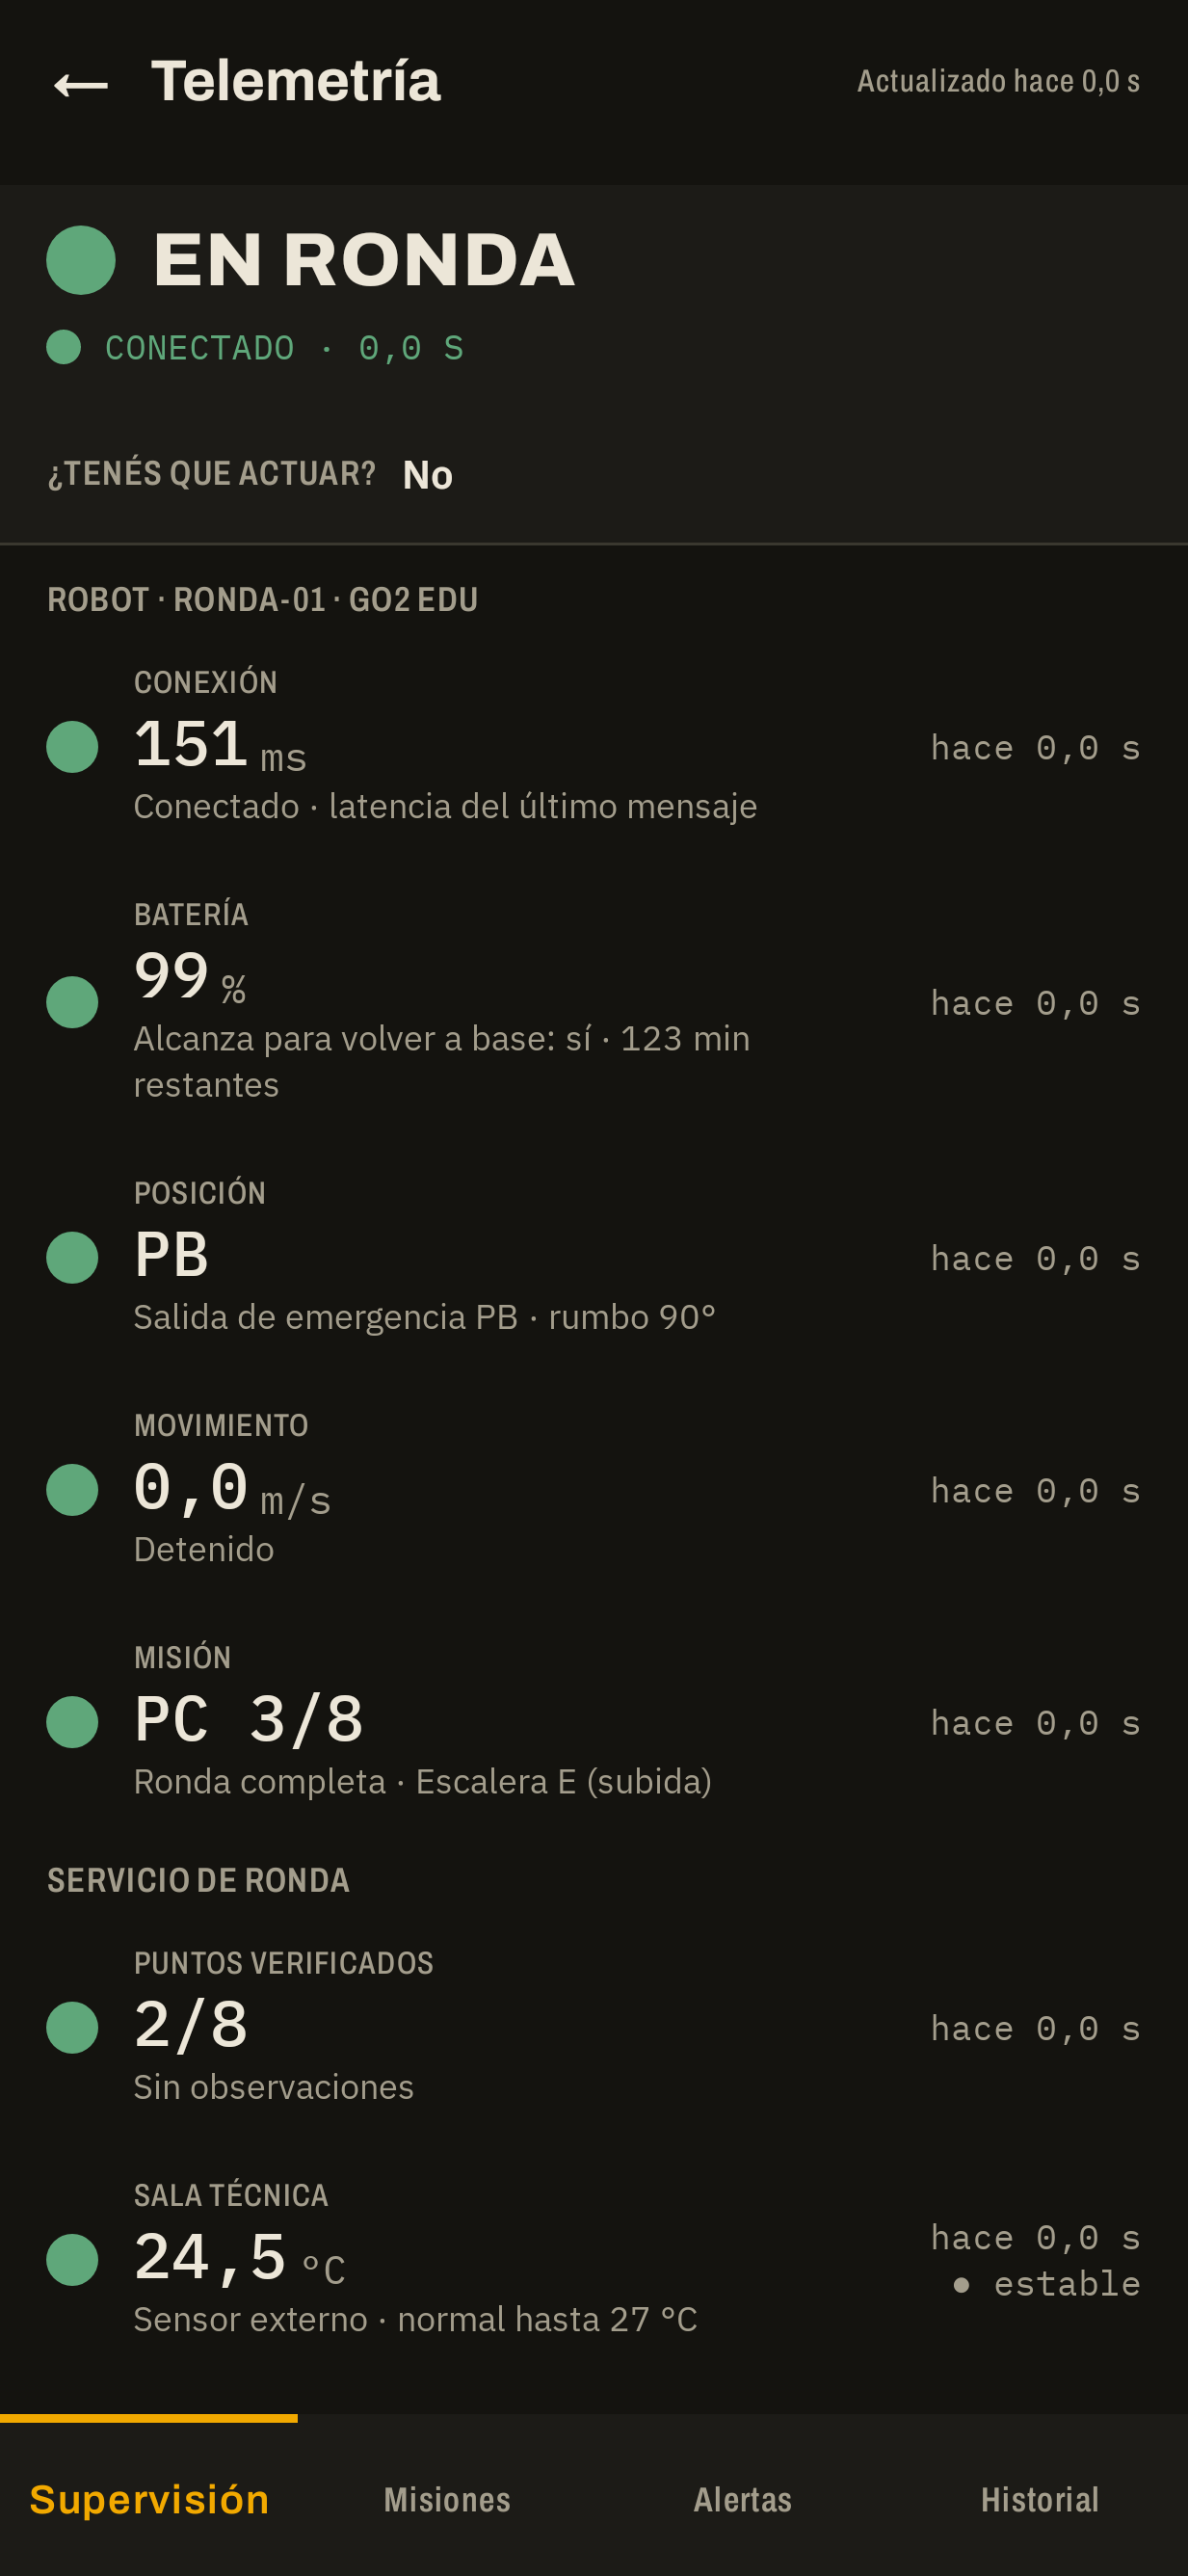 ← Telemetría
Actualizado hace 0,0 s
EN RONDA
CONECTADO · 0,0 S
¿TENÉS QUE ACTUAR? No
ROBOT · RONDA-01 · GO2 EDU
CONEXIÓN
151 ms
hace 0,0 s
Conectado · latencia del último mensaje
BATERÍA
99 %
hace 0,0 s
Alcanza para volver a base: sí · 123 min
restantes
POSICIÓN
PB
hace 0,0 s
Salida de emergencia PB · rumbo 90°
MOVIMIENTO
0,0 m/s
hace 0,0 s
Detenido
MISIÓN
PC 3/8
hace 0,0 s
Ronda completa · Escalera E (subida)
SERVICIO DE RONDA
PUNTOS VERIFICADOS
2/8
hace 0,0 s
Sin observaciones
SALA TÉCNICA
24,5 °C
hace 0,0 s
● estable
Sensor externo · normal hasta 27 °C
Supervisión
Misiones
Alertas
Historial